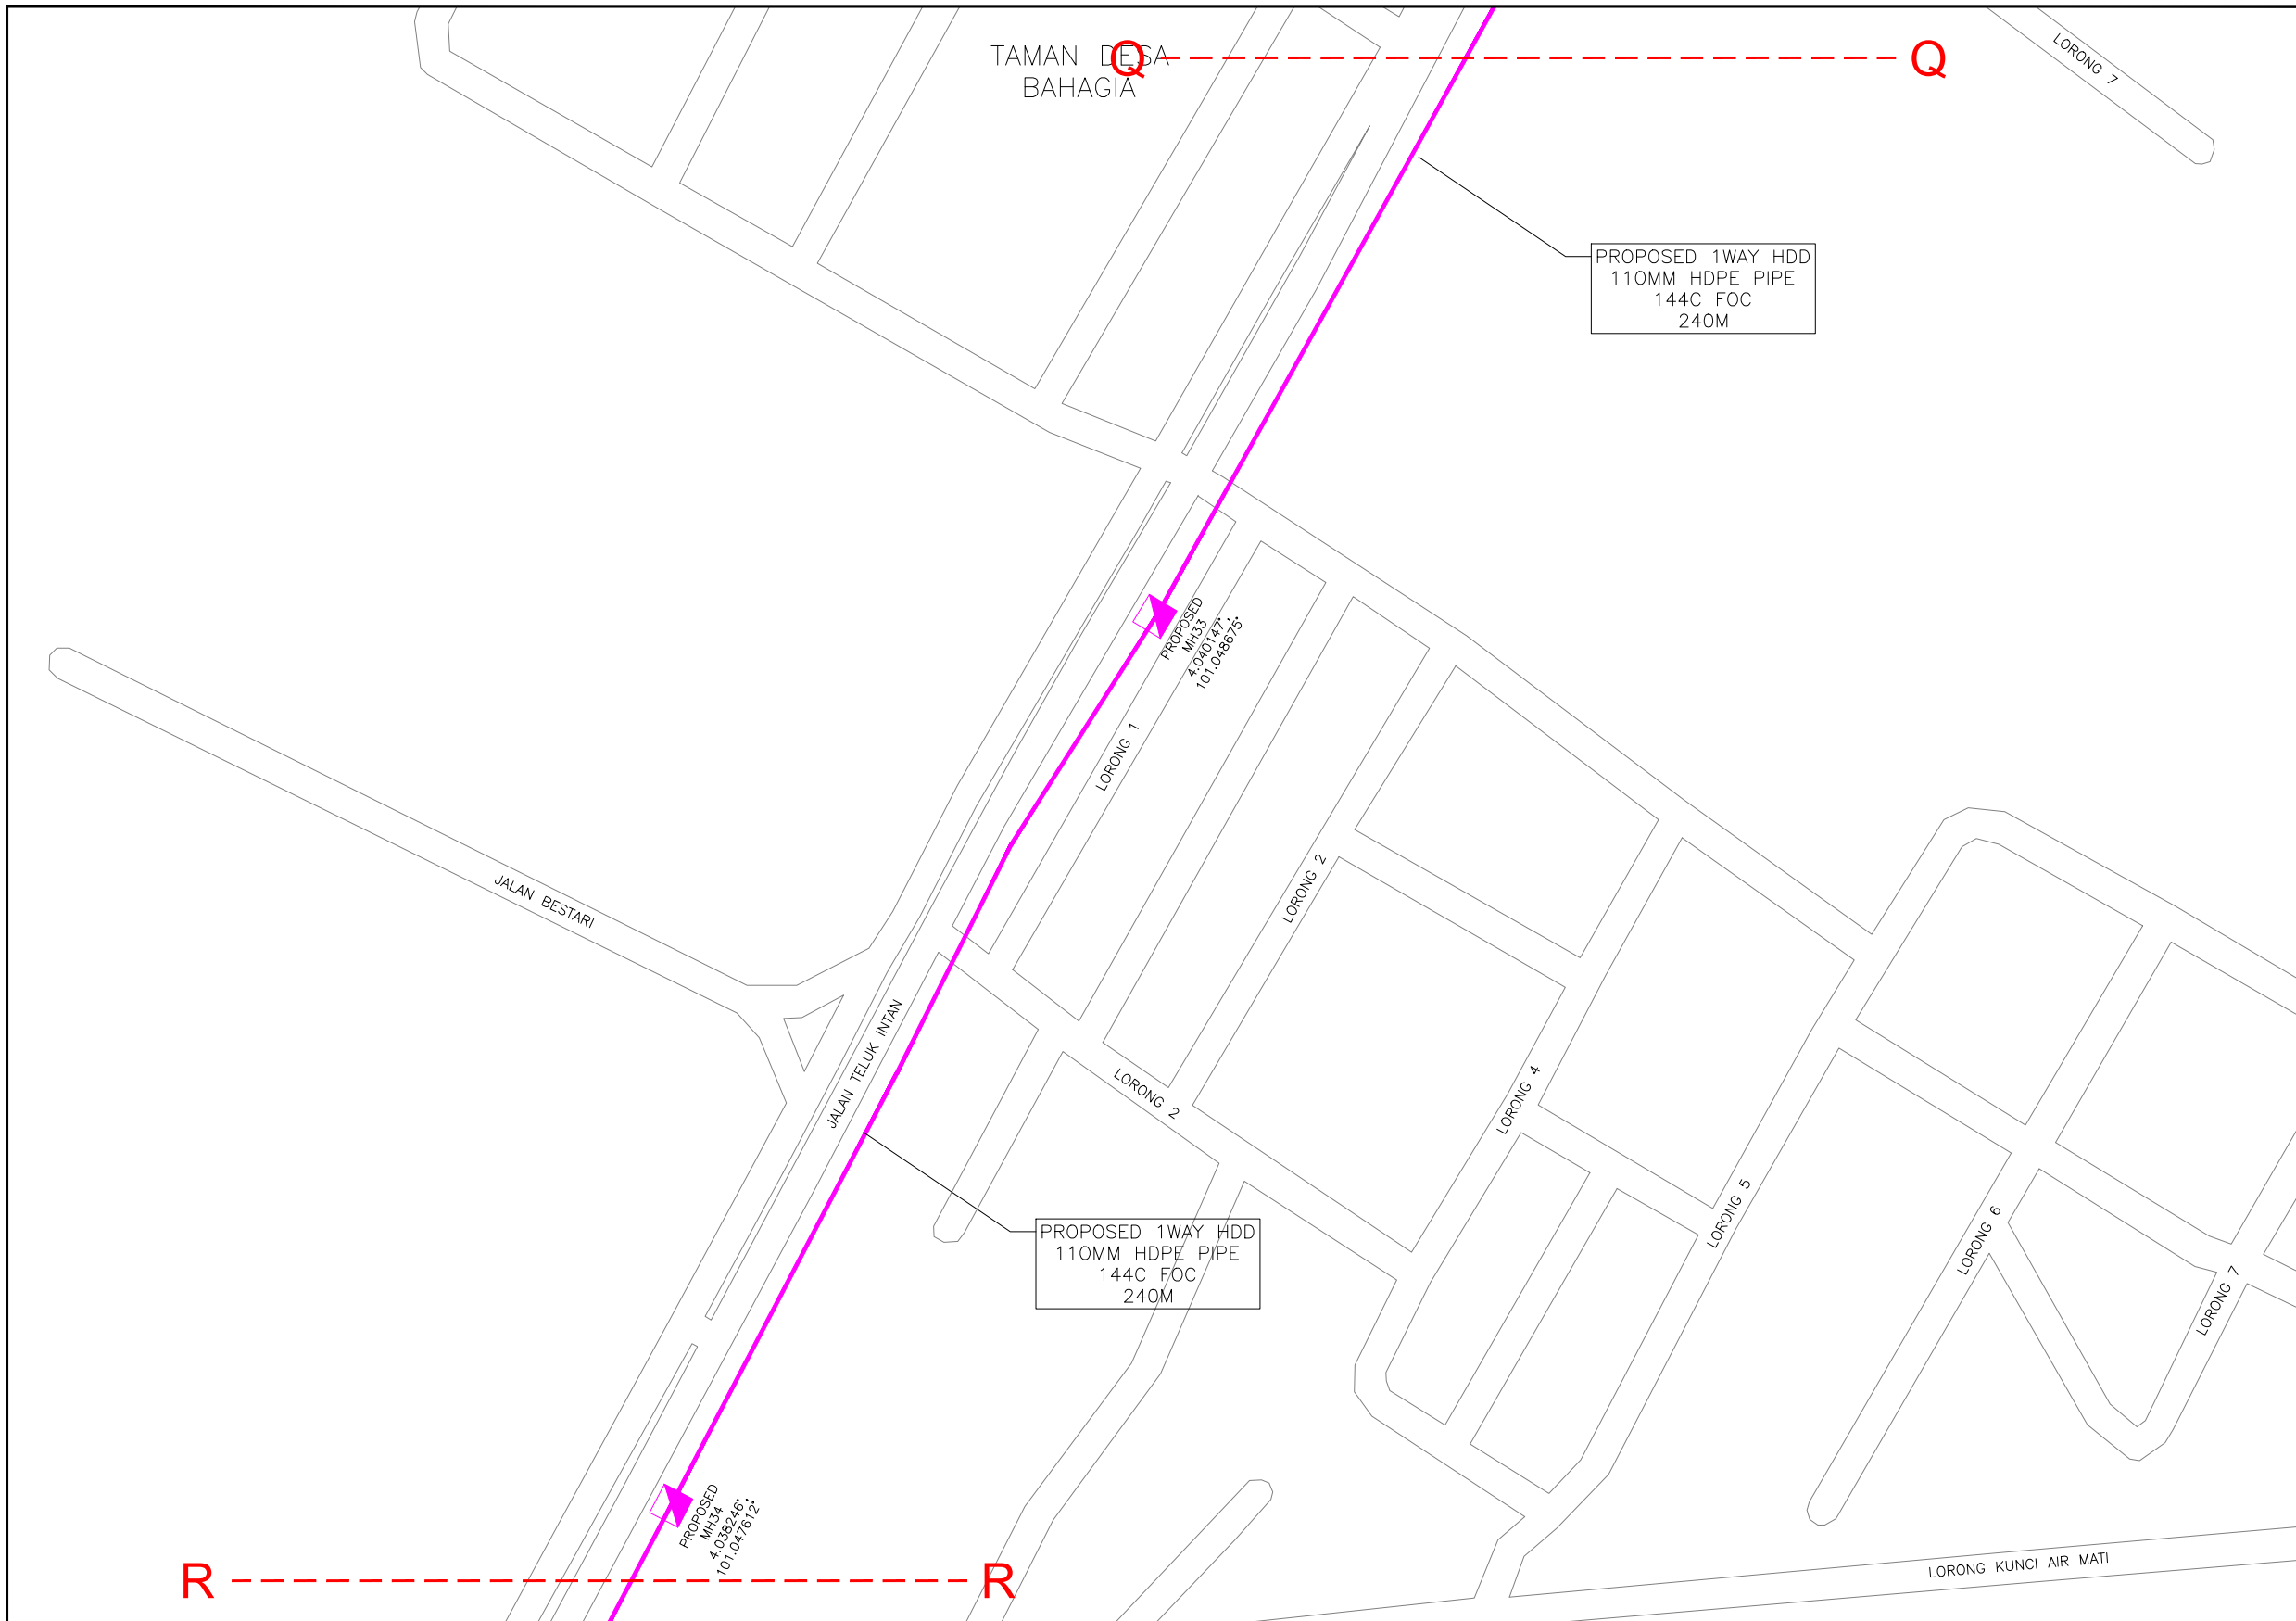 TAMAN DESA
BAHAGIA
Q
Q
LORONG 7
PROPOSED 1WAY HDD
110MM HDPE PIPE
144C FOC
240M
PROPOSED
MH33
4.040147°,
101.048675°
LORONG 1
LORONG 2
JALAN BESTARI
JALAN TELUK INTAN
LORONG 2
LORONG 4
LORONG 5
LORONG 6
LORONG 7
PROPOSED 1WAY HDD
110MM HDPE PIPE
144C FOC
240M
PROPOSED
MH34
4.038246°,
101.047612°
R
R
LORONG KUNCI AIR MATI